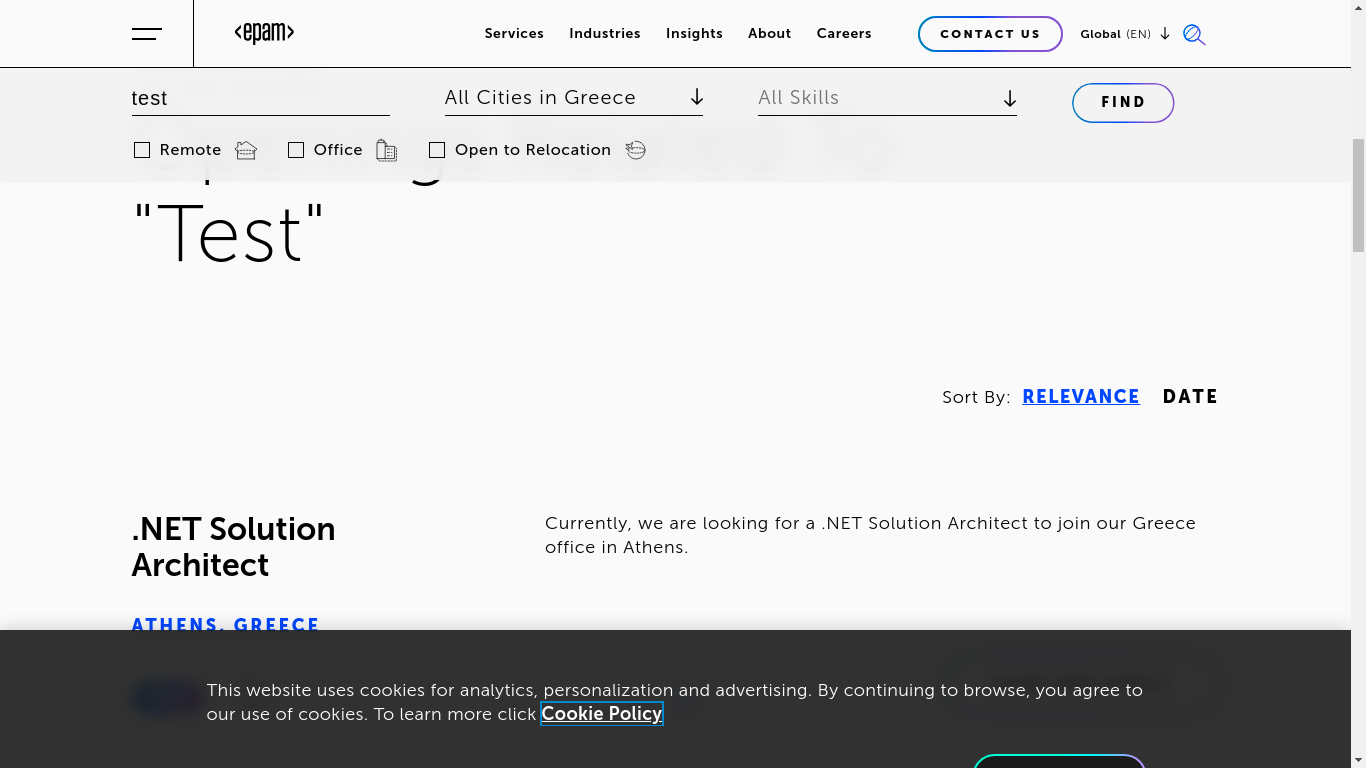 <epam>
Services Industries Insights About Careers CONTACT US Global (EN)
test All Cities in Greece All Skills FIND
Remote Office Open to Relocation
"Test"
Sort By: RELEVANCE DATE
.NET Solution
Architect
Currently, we are looking for a .NET Solution Architect to join our Greece
office in Athens.
ATHENS, GREECE
This website uses cookies for analytics, personalization and advertising. By continuing to browse, you agree to
our use of cookies. To learn more click Cookie Policy